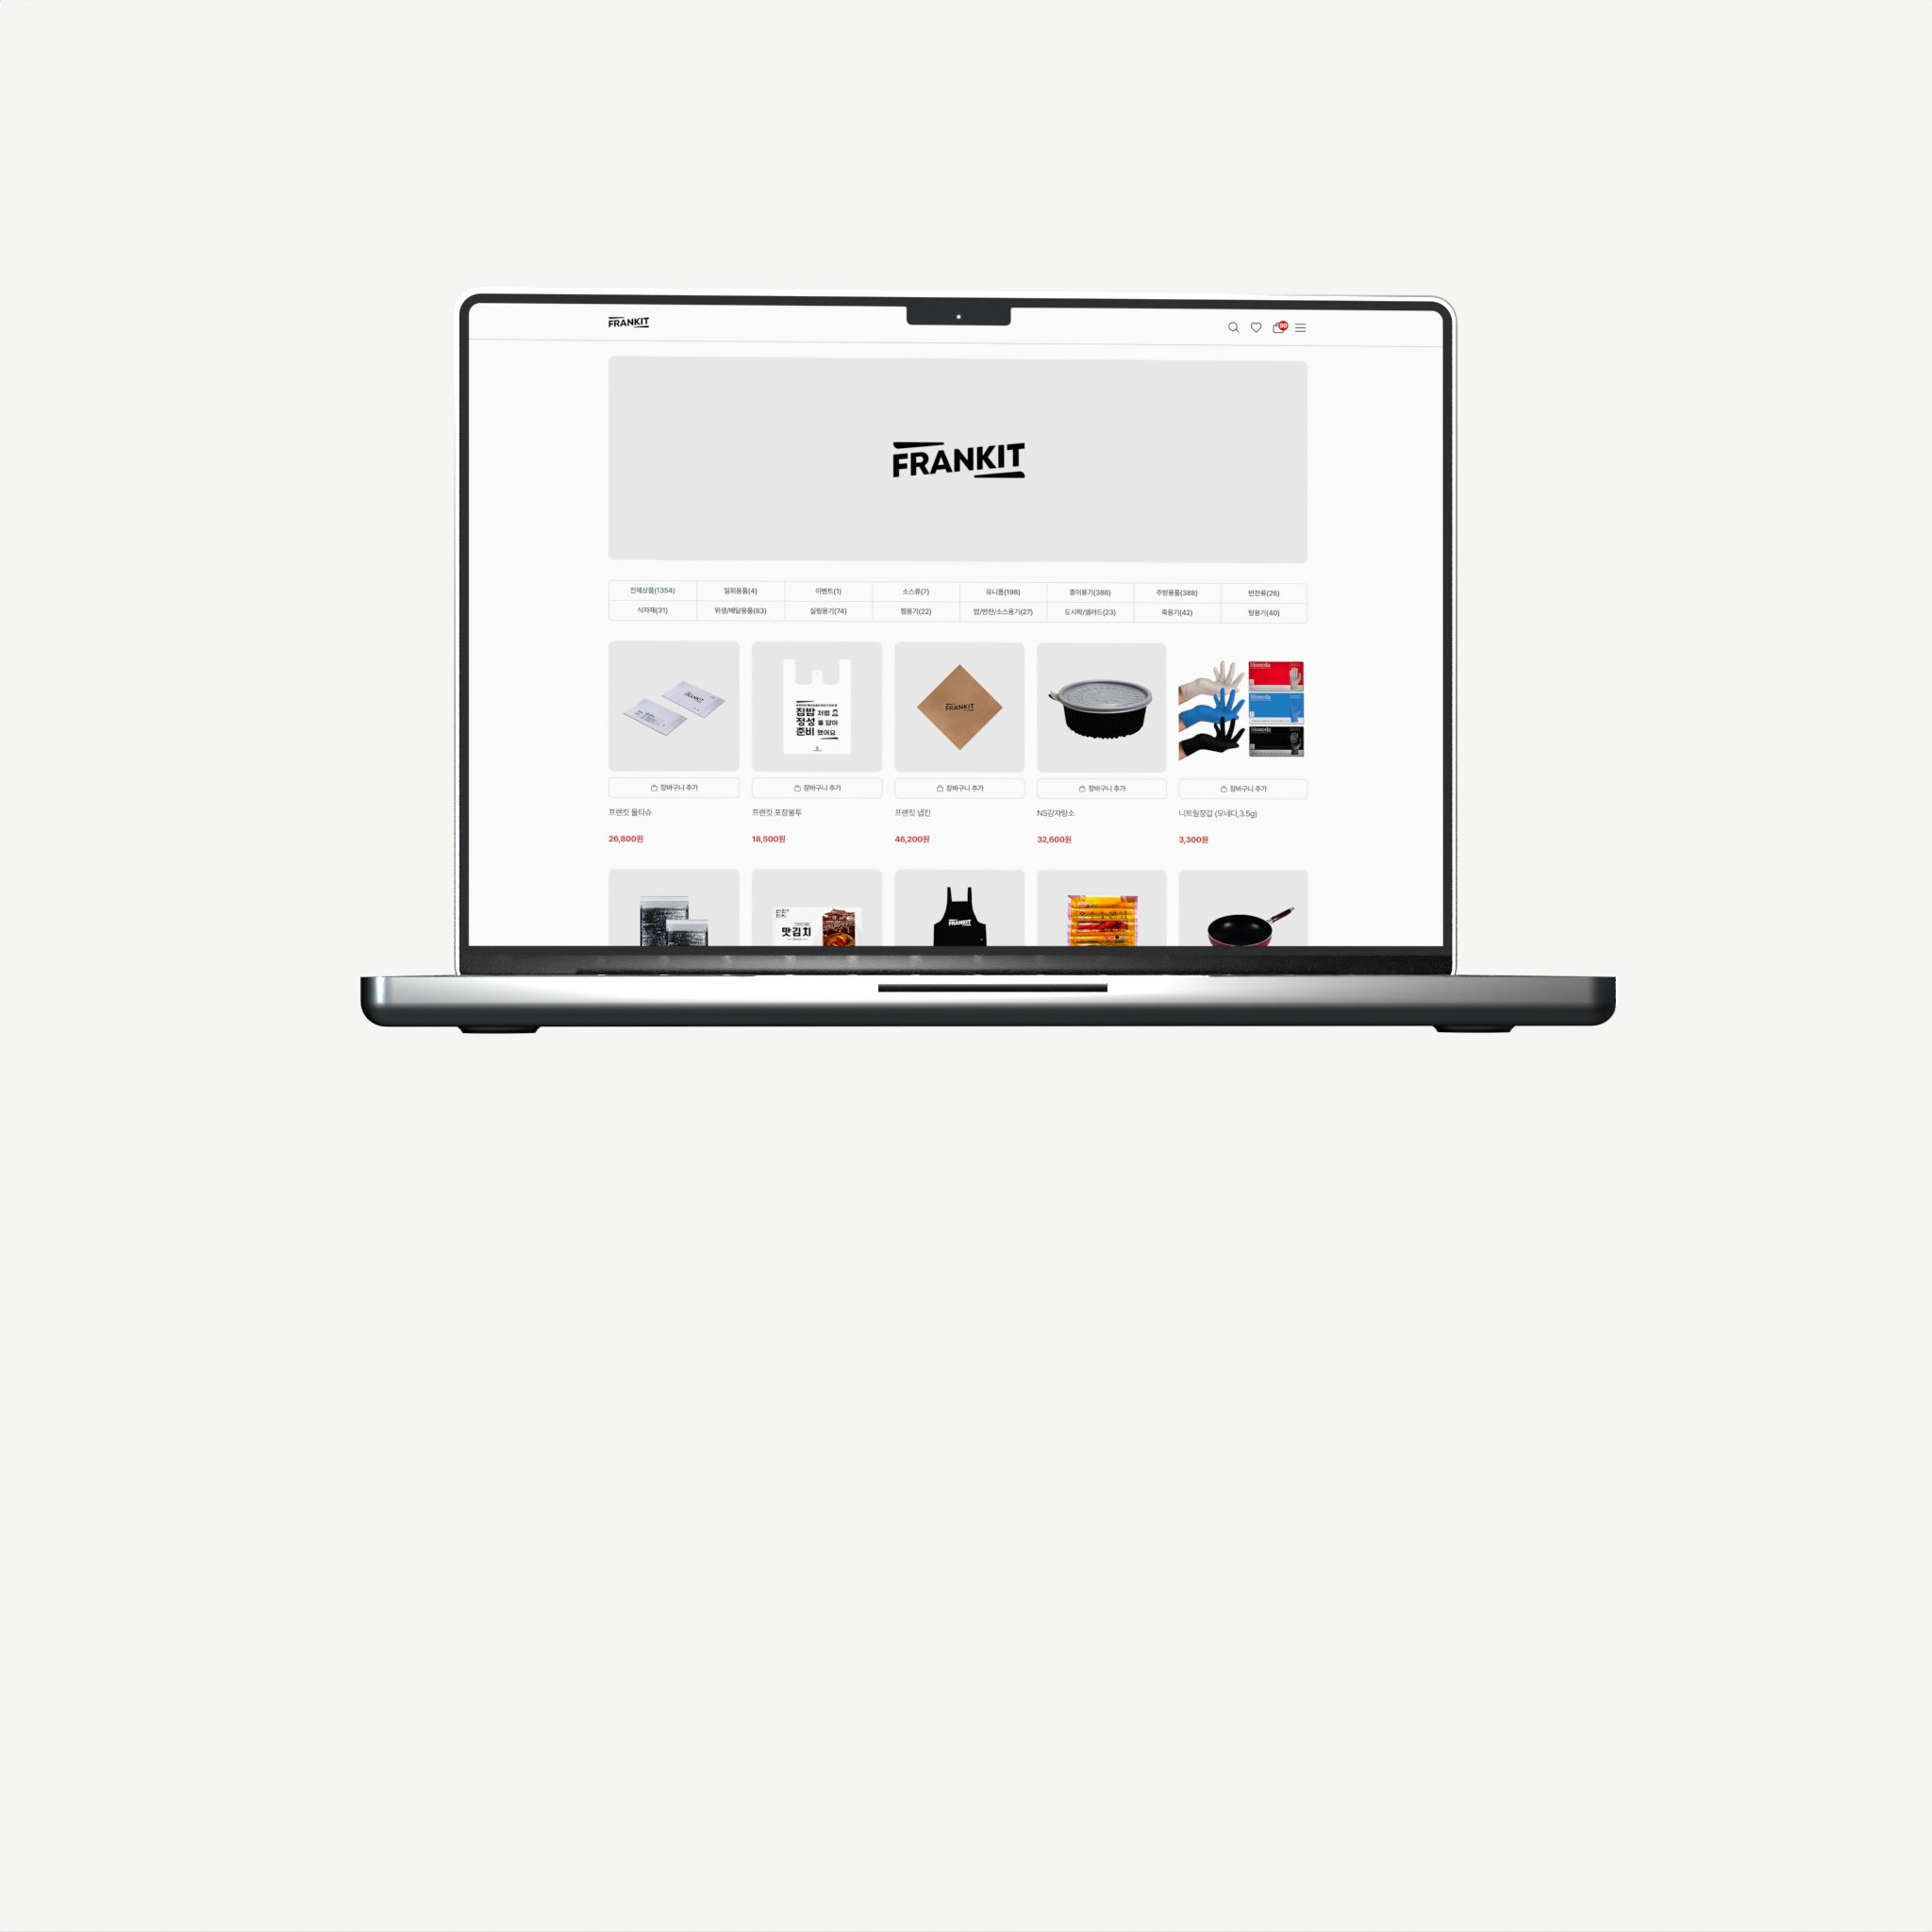 FRANKIT
99
FRANKIT
전체상품(1354)
일회용품(4)
이벤트(1)
소스류(7)
유니폼(198)
종이용기(388)
주방용품(388)
반찬류(26)
식자재(31)
위생/배달용품(83)
실링용기(74)
찜용기(22)
밥/반찬/소스용기(27)
도시락/샐러드(23)
죽용기(42)
탕용기(40)
FRANKIT
집밥 처럼
정성 을 담아
준비 했어요
FRANKIT
Moneda
Moneda
Moneda
장바구니 추가
장바구니 추가
장바구니 추가
장바구니 추가
장바구니 추가
프랜킷 물티슈
프랜킷 포장봉투
프랜킷 냅킨
NS감자탕소
니트릴장갑 (모네다,3.5g)
26,800원
18,500원
46,200원
32,600원
3,300원
맛김치
FRANKIT